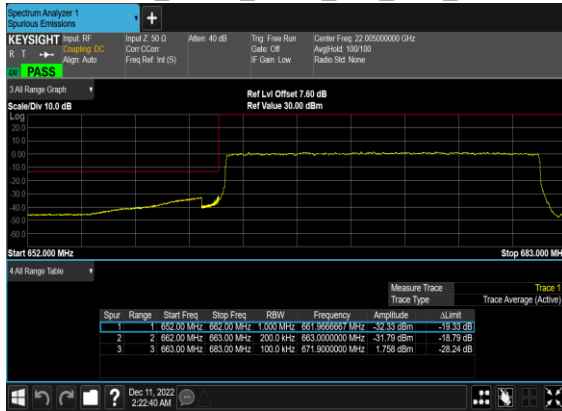 Spectrum Analyzer 1
Spurious Emissions
+
KEYSIGHT Input: RF Input Z: 50 Ω Atten: 40 dB Trig: Free Run Center Freq: 22.005000000 GHz
R T Coupling: DC Corr CCorr Gate: Off Avg|Hold: 100/100
Align: Auto Freq Ref: Int (S) IF Gain: Low Radio Std: None
PASS
3 All Range Graph
Ref Lvl Offset 7.60 dB
Scale/Div 10.0 dB Ref Value 30.00 dBm
Log
20.0
10.0
0.00
-10.0
-20.0
-30.0
-40.0
-50.0
-60.0
Start 652.000 MHz Stop 683.000 MHz
4 All Range Table
Measure Trace Trace 1
Trace Type Trace Average (Active)
Spur Range Start Freq Stop Freq RBW Frequency Amplitude ΔLimit
1 1 652.00 MHz 662.00 MHz 1.000 MHz 661.9666667 MHz -32.33 dBm -19.33 dB
2 2 662.00 MHz 663.00 MHz 200.0 kHz 663.0000000 MHz -31.79 dBm -18.79 dB
3 3 663.00 MHz 683.00 MHz 100.0 kHz 671.9000000 MHz 1.758 dBm -28.24 dB
? Dec 11, 2022
2:22:40 AM